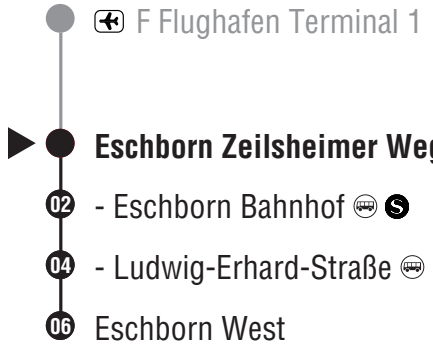 F Flughafen Terminal 1
Eschborn Zeilsheimer Weg
02 - Eschborn Bahnhof S
04 - Ludwig-Erhard-Straße
06 Eschborn West